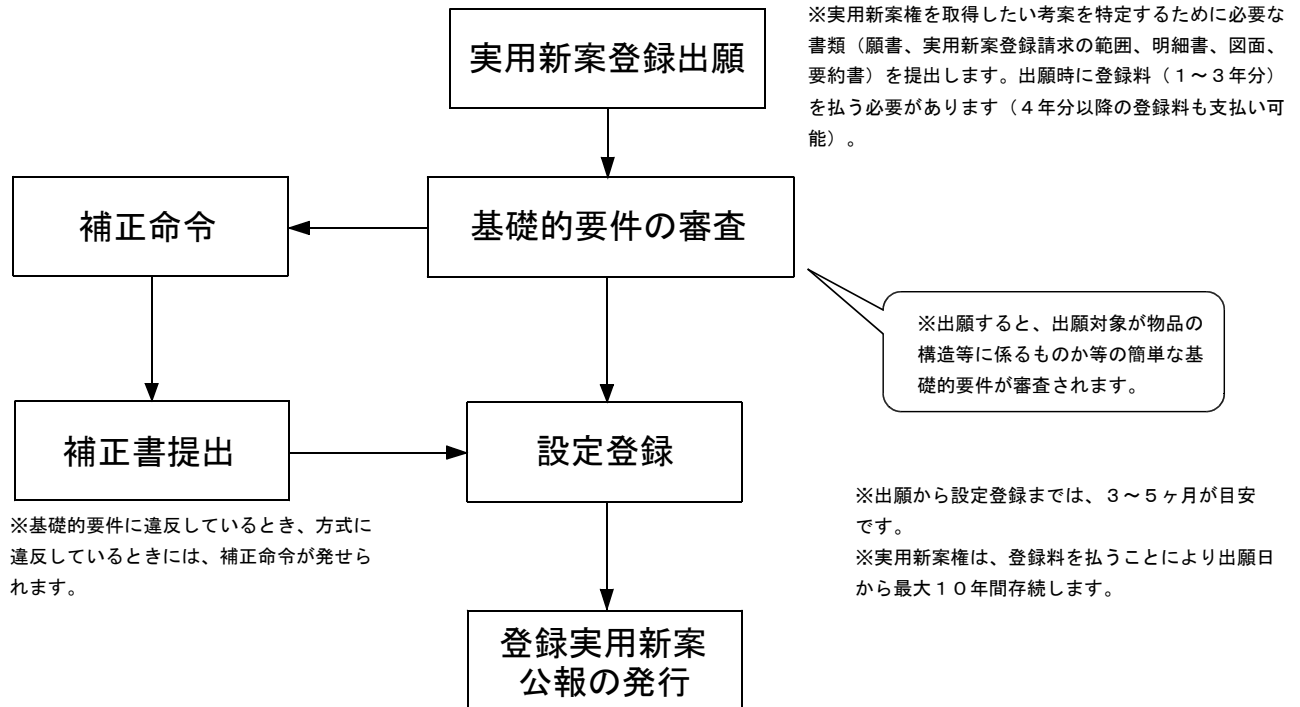 実用新案登録出願
※実用新案権を取得したい考案を特定するために必要な
書類（願書、実用新案登録請求の範囲、明細書、図面、
要約書）を提出します。出願時に登録料（１～３年分）
を払う必要があります（４年分以降の登録料も支払い可
能）。
補正命令
基礎的要件の審査
※出願すると、出願対象が物品の
構造等に係るものか等の簡単な基
礎的要件が審査されます。
補正書提出
設定登録
※基礎的要件に違反しているとき、方式に
違反しているときには、補正命令が発せら
れます。
※出願から設定登録までは、３～５ヶ月が目安
です。
※実用新案権は、登録料を払うことにより出願日
から最大１０年間存続します。
登録実用新案
公報の発行